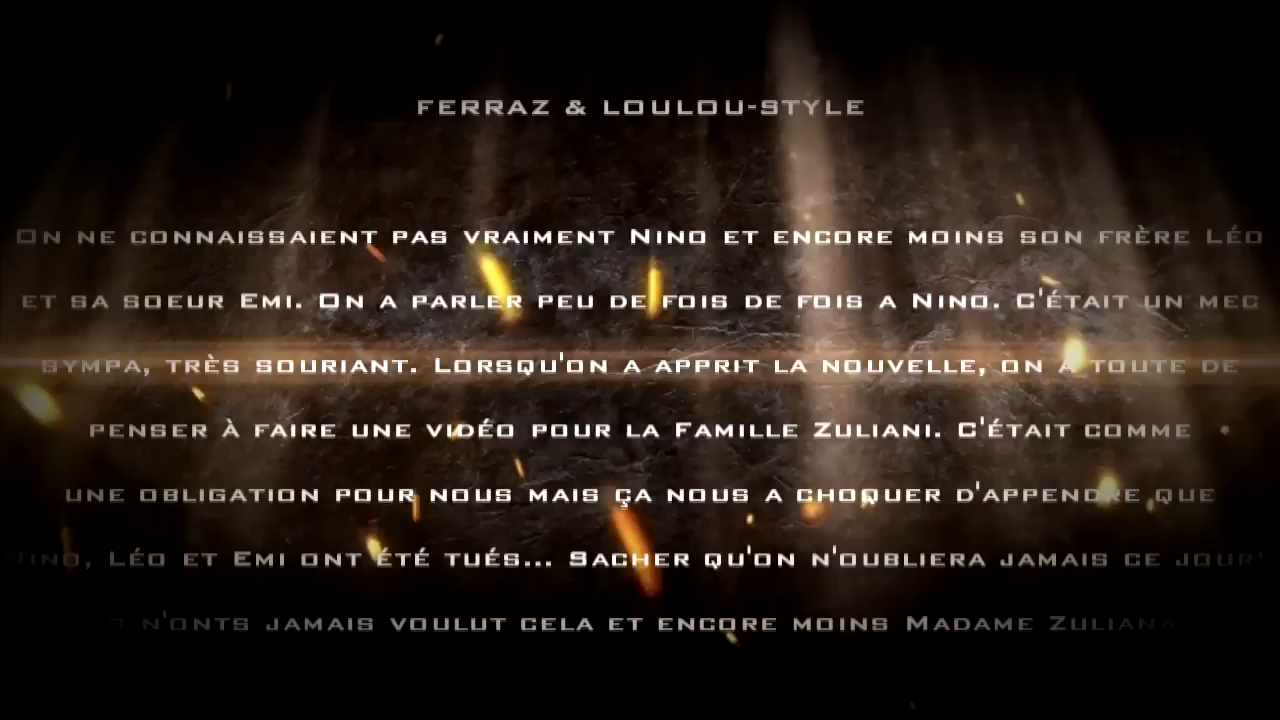 FERRAZ & LOULOU-STYLE
On ne connaissaient pas vraiment Nino et encore moins son frère Léo
et sa soeur Emi. On a parler peu de fois de fois a Nino. C'était un mec
sympa, très souriant. Lorsqu'on a apprit la nouvelle, on a toute de
penser à faire une vidéo pour la Famille Zuliani. C'était comme
une obligation pour nous mais ça nous a choquer d'appendre que
Nino, Léo et Emi ont été tués... Sacher qu'on n'oubliera jamais ce jour!
n'onts jamais voulut cela et encore moins Madame